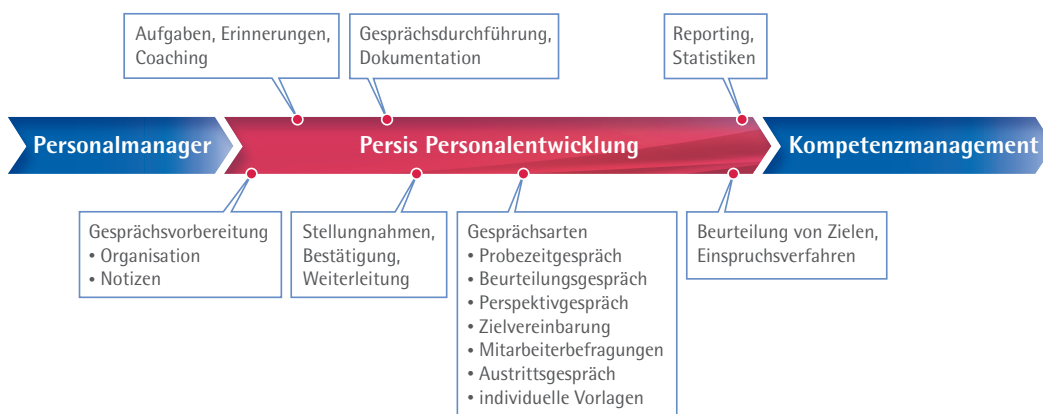 Aufgaben, Erinnerungen,
Coaching
Gesprächsdurchführung,
Dokumentation
Reporting,
Statistiken
Personalmanager
Persis Personalentwicklung
Kompetenzmanagement
Gesprächsvorbereitung
• Organisation
• Notizen
Stellungnahmen,
Bestätigung,
Weiterleitung
Gesprächsarten
• Probezeitgespräch
• Beurteilungsgespräch
• Perspektivgespräch
• Zielvereinbarung
• Mitarbeiterbefragungen
• Austrittsgespräch
• individuelle Vorlagen
Beurteilung von Zielen,
Einspruchsverfahren